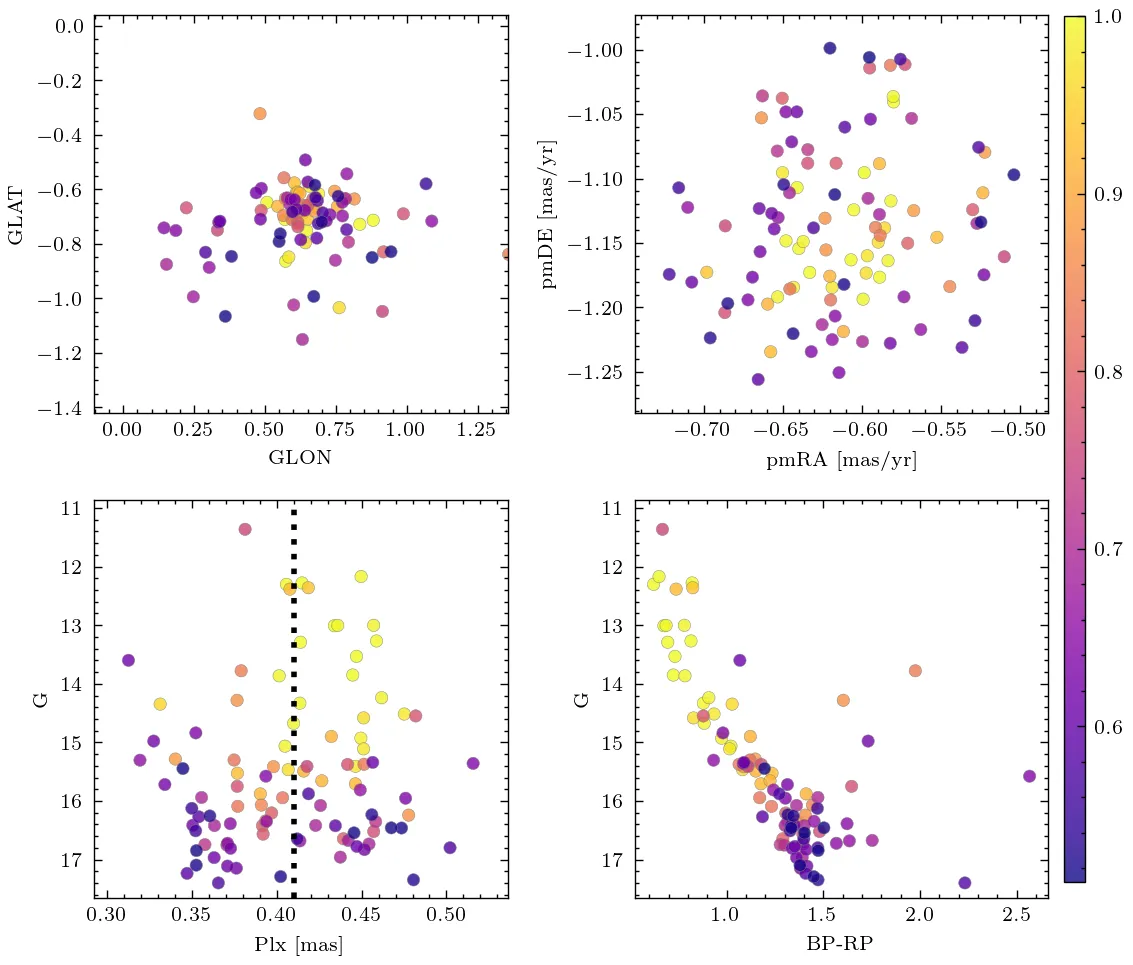 0.0
−0.2
−0.4
−0.6
−0.8
−1.0
−1.2
−1.4
GLAT
0.00 0.25 0.50 0.75 1.00 1.25
GLON
−1.00
−1.05
−1.10
−1.15
−1.20
−1.25
pmDE [mas/yr]
−0.70 −0.65 −0.60 −0.55 −0.50
pmRA [mas/yr]
11
12
13
14
15
16
17
G
0.30 0.35 0.40 0.45 0.50
Plx [mas]
11
12
13
14
15
16
17
G
1.0 1.5 2.0 2.5
BP-RP
1.0
0.9
0.8
0.7
0.6